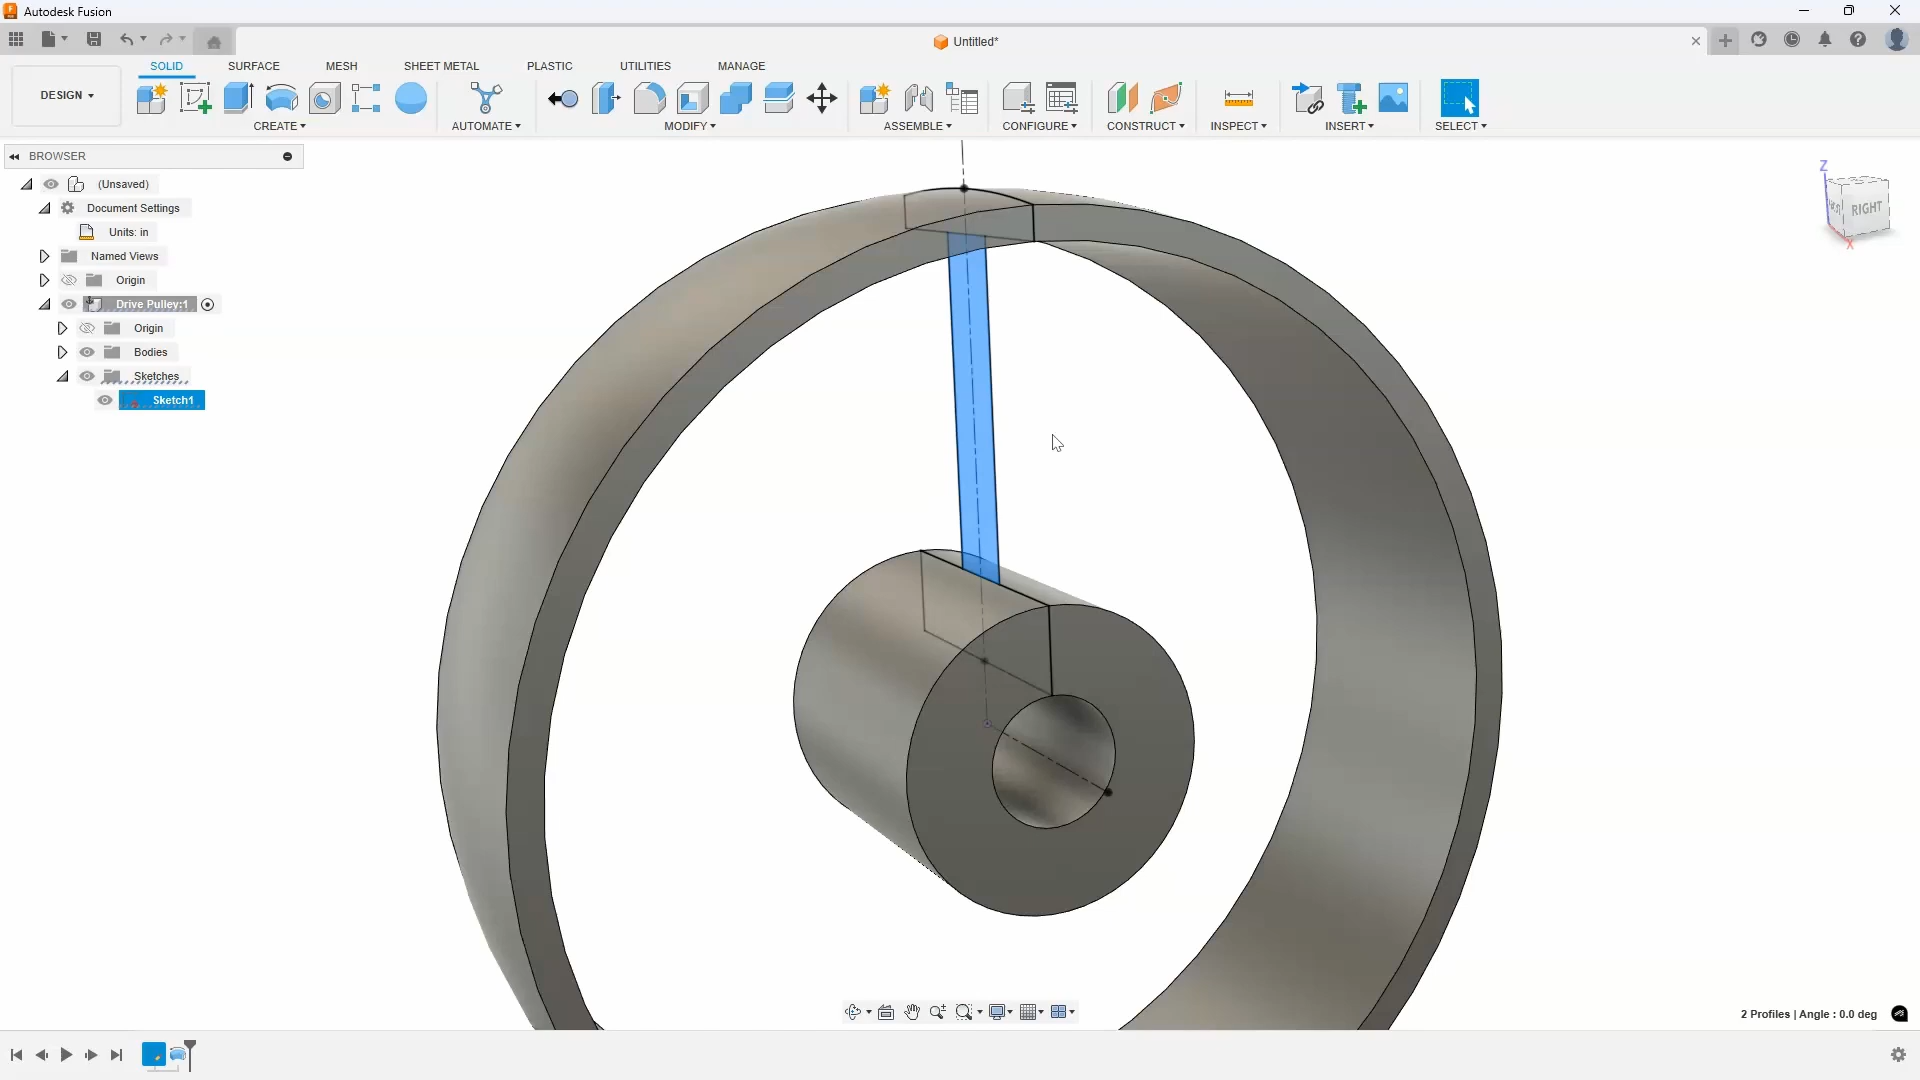 Autodesk Fusion
Untitled*
DESIGN
SOLID SURFACE MESH SHEET METAL PLASTIC UTILITIES MANAGE
CREATE AUTOMATE MODIFY ASSEMBLE CONFIGURE CONSTRUCT INSPECT INSERT SELECT
BROWSER
(Unsaved)
Document Settings
Units: in
Named Views
Origin
Drive Pulley:1
Origin
Bodies
Sketches
Sketch1
Z
RIGHT
X
2 Profiles | Angle : 0.0 deg